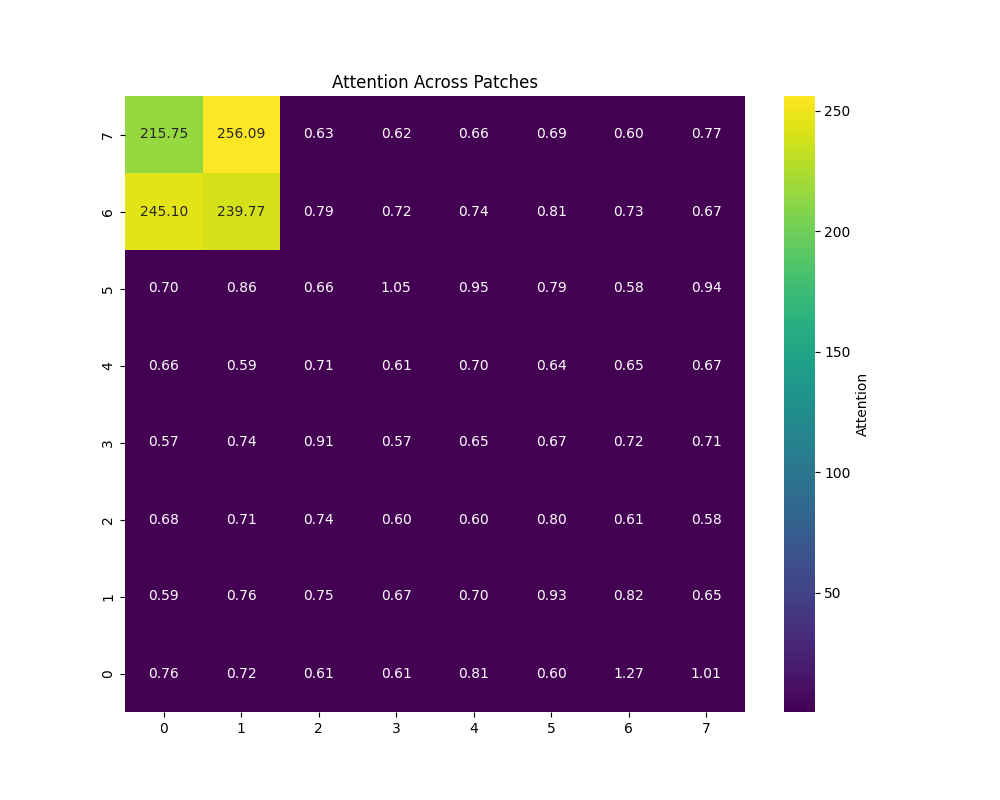 Attention Across Patches
7 215.75 256.09 0.63 0.62 0.66 0.69 0.60 0.77
6 245.10 239.77 0.79 0.72 0.74 0.81 0.73 0.67
5 0.70 0.86 0.66 1.05 0.95 0.79 0.58 0.94
4 0.66 0.59 0.71 0.61 0.70 0.64 0.65 0.67
3 0.57 0.74 0.91 0.57 0.65 0.67 0.72 0.71
2 0.68 0.71 0.74 0.60 0.60 0.80 0.61 0.58
1 0.59 0.76 0.75 0.67 0.70 0.93 0.82 0.65
0 0.76 0.72 0.61 0.61 0.81 0.60 1.27 1.01
0 1 2 3 4 5 6 7
250
200
150
100
50
Attention